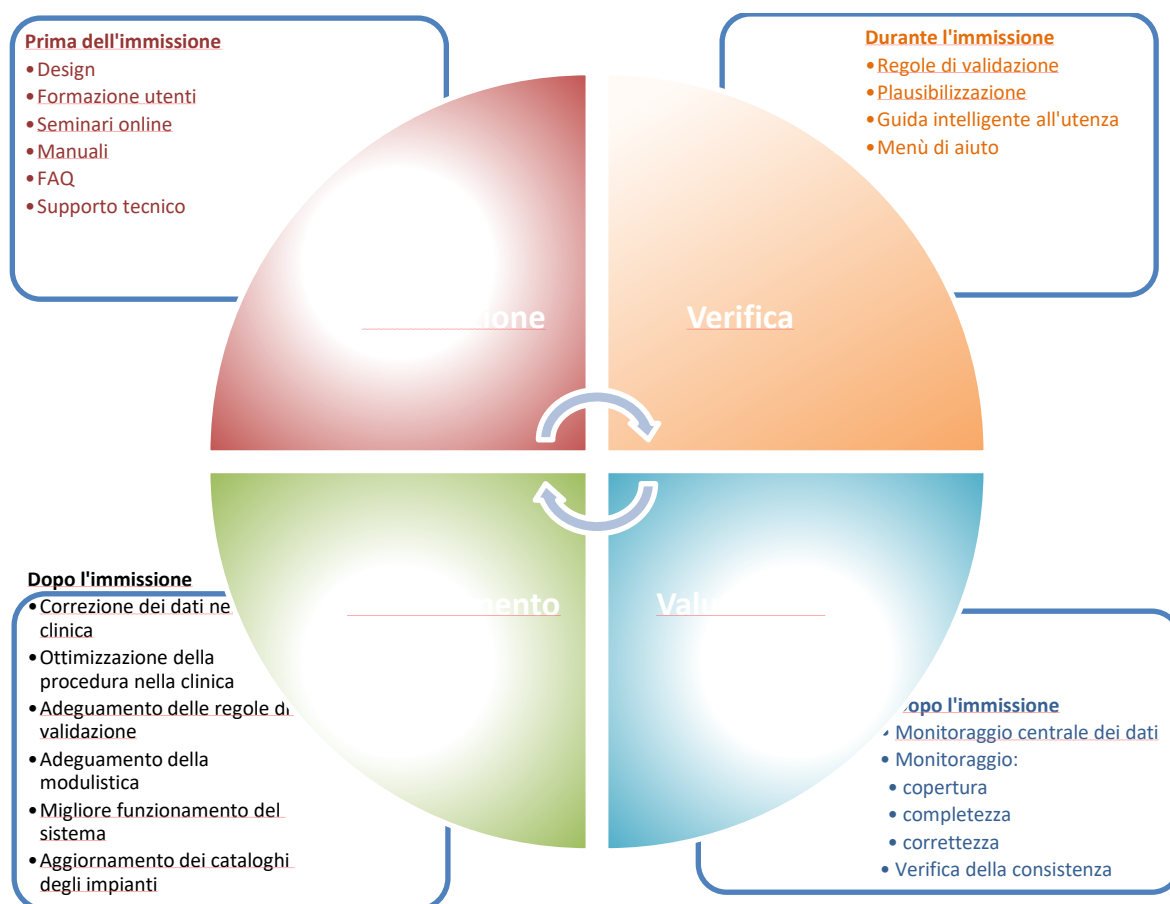 Prima dell'immissione
•Design
•Formazione utenti
•Seminari online
•Manuali
•FAQ
•Supporto tecnico
Durante l'immissione
•Regole di validazione
•Plausibilizzazione
•Guida intelligente all'utenza
•Menù di aiuto
Verifica
Dopo l'immissione
•Correzione dei dati ne
clinica
•Ottimizzazione della
procedura nella clinica
•Adeguamento delle regole di
validazione
•Adeguamento della
modulistica
•Migliore funzionamento del
sistema
•Aggiornamento dei cataloghi
degli impianti
Dopo l'immissione
•Monitoraggio centrale dei dati
•Monitoraggio:
•copertura
•completezza
•correttezza
•Verifica della consistenza